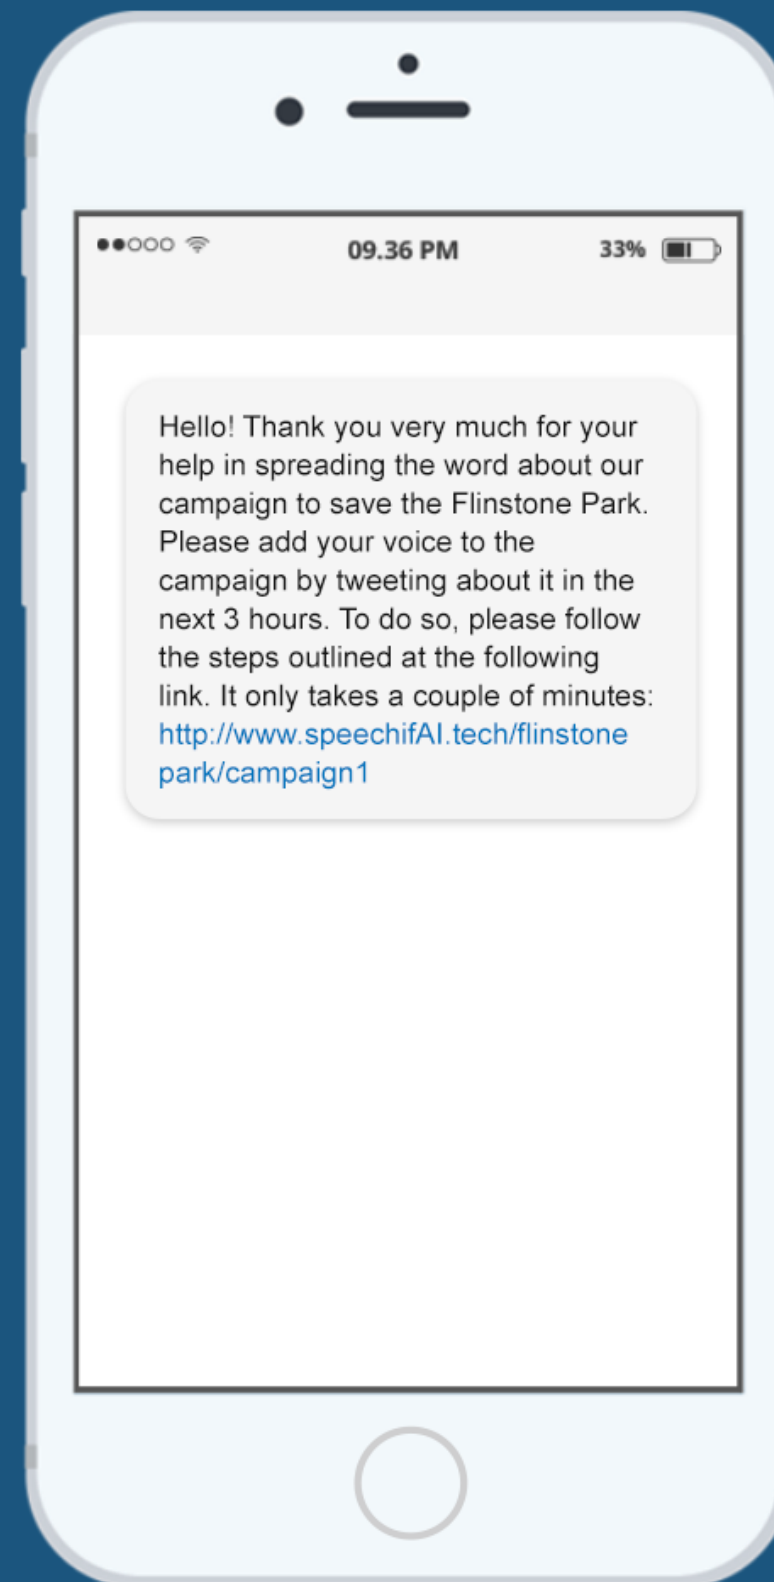 09.36 PM
33%
Hello! Thank you very much for your
help in spreading the word about our
campaign to save the Flinstone Park.
Please add your voice to the
campaign by tweeting about it in the
next 3 hours. To do so, please follow
the steps outlined at the following
link. It only takes a couple of minutes:
http://www.speechifAI.tech/flinstone
park/campaign1